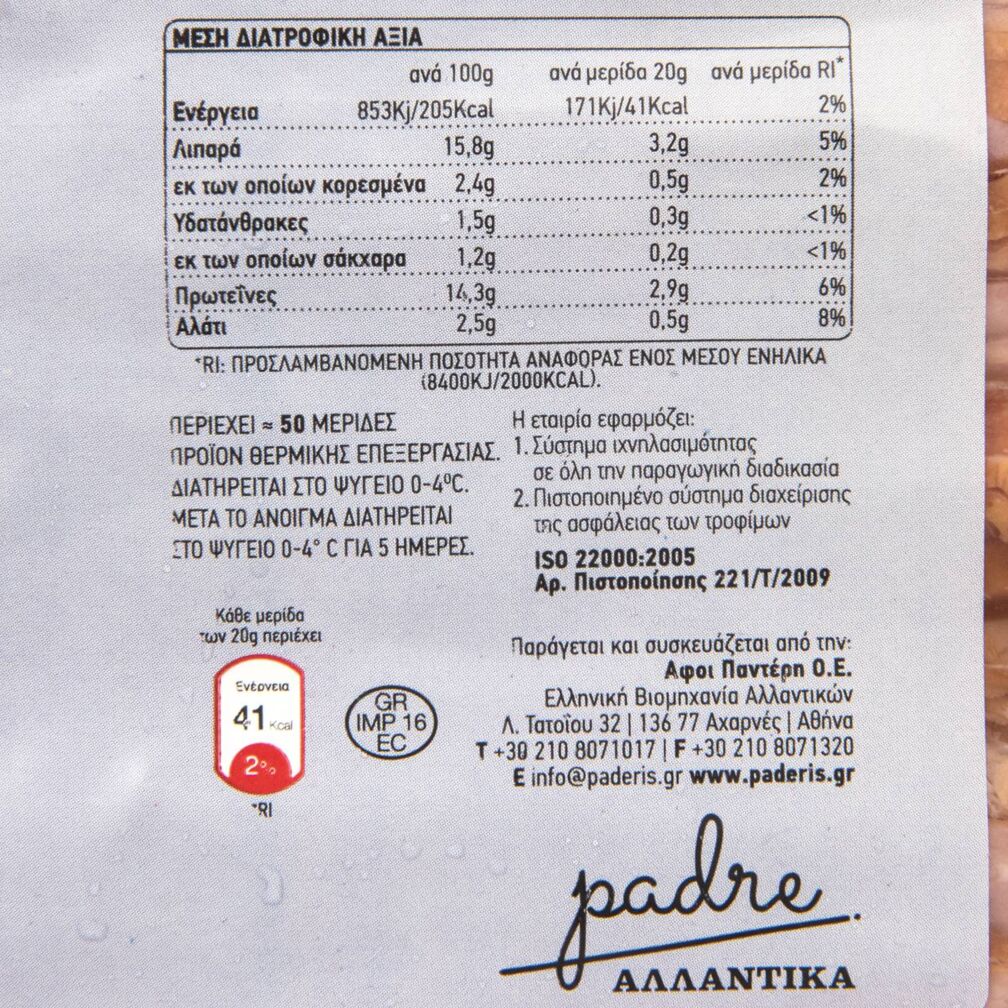 ΜΕΣΗ ΔΙΑΤΡΟΦΙΚΗ ΑΞΙΑ
ανά 100g ανά μερίδα 20g ανά μερίδα RI*
Ενέργεια 853Kj/205Kcal 171Kj/41Kcal 2%
Λιπαρά 15,8g 3,2g 5%
εκ των οποίων κορεσμένα 2,4g 0,5g 2%
Υδατάνθρακες 1,5g 0,3g <1%
εκ των οποίων σάκχαρα 1,2g 0,2g <1%
Πρωτεΐνες 14,3g 2,9g 6%
Αλάτι 2,5g 0,5g 8%
*RI: ΠΡΟΣΛΑΜΒΑΝΟΜΕΝΗ ΠΟΣΟΤΗΤΑ ΑΝΑΦΟΡΑΣ ΕΝΟΣ ΜΕΣΟΥ ΕΝΗΛΙΚΑ
(8400KJ/2000KCAL).
ΠΕΡΙΕΧΕΙ ≈ 50 ΜΕΡΙΔΕΣ
ΠΡΟΪΟΝ ΘΕΡΜΙΚΗΣ ΕΠΕΞΕΡΓΑΣΙΑΣ.
ΔΙΑΤΗΡΕΙΤΑΙ ΣΤΟ ΨΥΓΕΙΟ 0-4°C.
ΜΕΤΑ ΤΟ ΑΝΟΙΓΜΑ ΔΙΑΤΗΡΕΙΤΑΙ
ΣΤΟ ΨΥΓΕΙΟ 0-4° C ΓΙΑ 5 ΗΜΕΡΕΣ.
Η εταιρία εφαρμόζει:
1. Σύστημα ιχνηλασιμότητας
σε όλη την παραγωγική διαδικασία
2. Πιστοποιημένο σύστημα διαχείρισης
της ασφάλειας των τροφίμων
ISO 22000:2005
Αρ. Πιστοποίησης 221/T/2009
Κάθε μερίδα
των 20g περιέχει
Ενέργεια
41 Kcal
2%
*RI
GR
IMP 16
EC
Παράγεται και συσκευάζεται από την:
Αφοι Παντέρη Ο.Ε.
Ελληνική Βιομηχανία Αλλαντικών
Λ. Τατοΐου 32 | 136 77 Αχαρνές | Αθήνα
T +30 210 8071017 | F +30 210 8071320
E info@paderis.gr www.paderis.gr
padre
ΑΛΛΑΝΤΙΚΑ